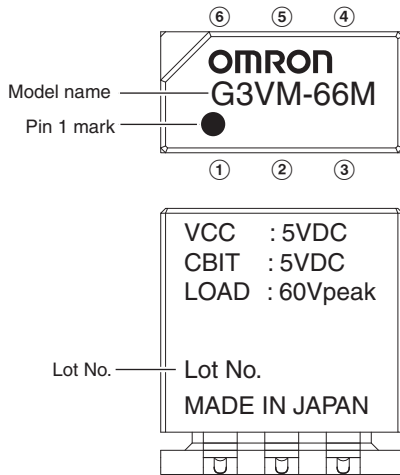 ⑥ ⑤ ④
OMRON
Model name G3VM-66M
Pin 1 mark
① ② ③
VCC : 5VDC
CBIT : 5VDC
LOAD : 60Vpeak
Lot No. Lot No.
MADE IN JAPAN